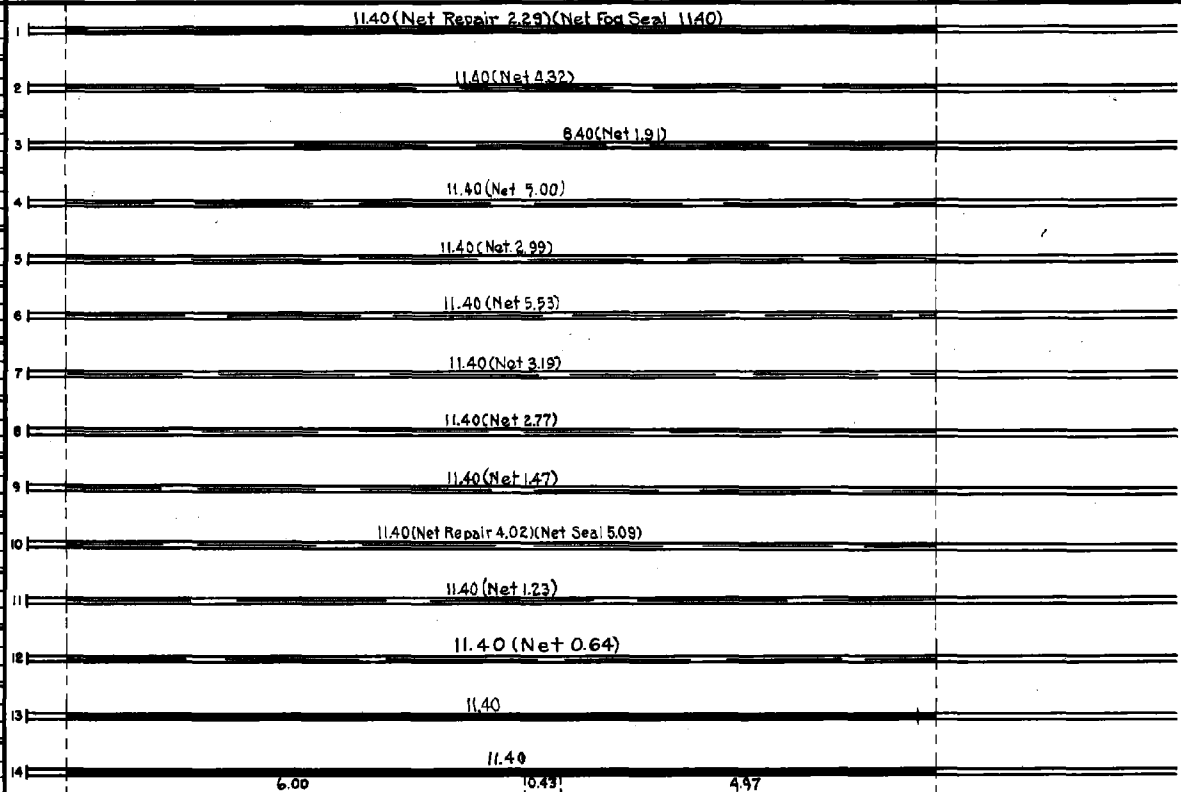 11.40(Net Repair 2.29)(Net Fog Seal 11.40)
1
11.40(Net 4.32)
2
8.40(Net 1.91)
3
11.40(Net 5.00)
4
11.40(Net 2.99)
5
11.40(Net 5.53)
6
11.40(Net 3.19)
7
11.40(Net 2.77)
8
11.40(Net 1.47)
9
11.40(Net Repair 4.02)(Net Seal 5.09)
10
11.40(Net 1.23)
11
11.40 (Net 0.64)
12
11.40
13
11.40
14
6.00 0.43 4.97